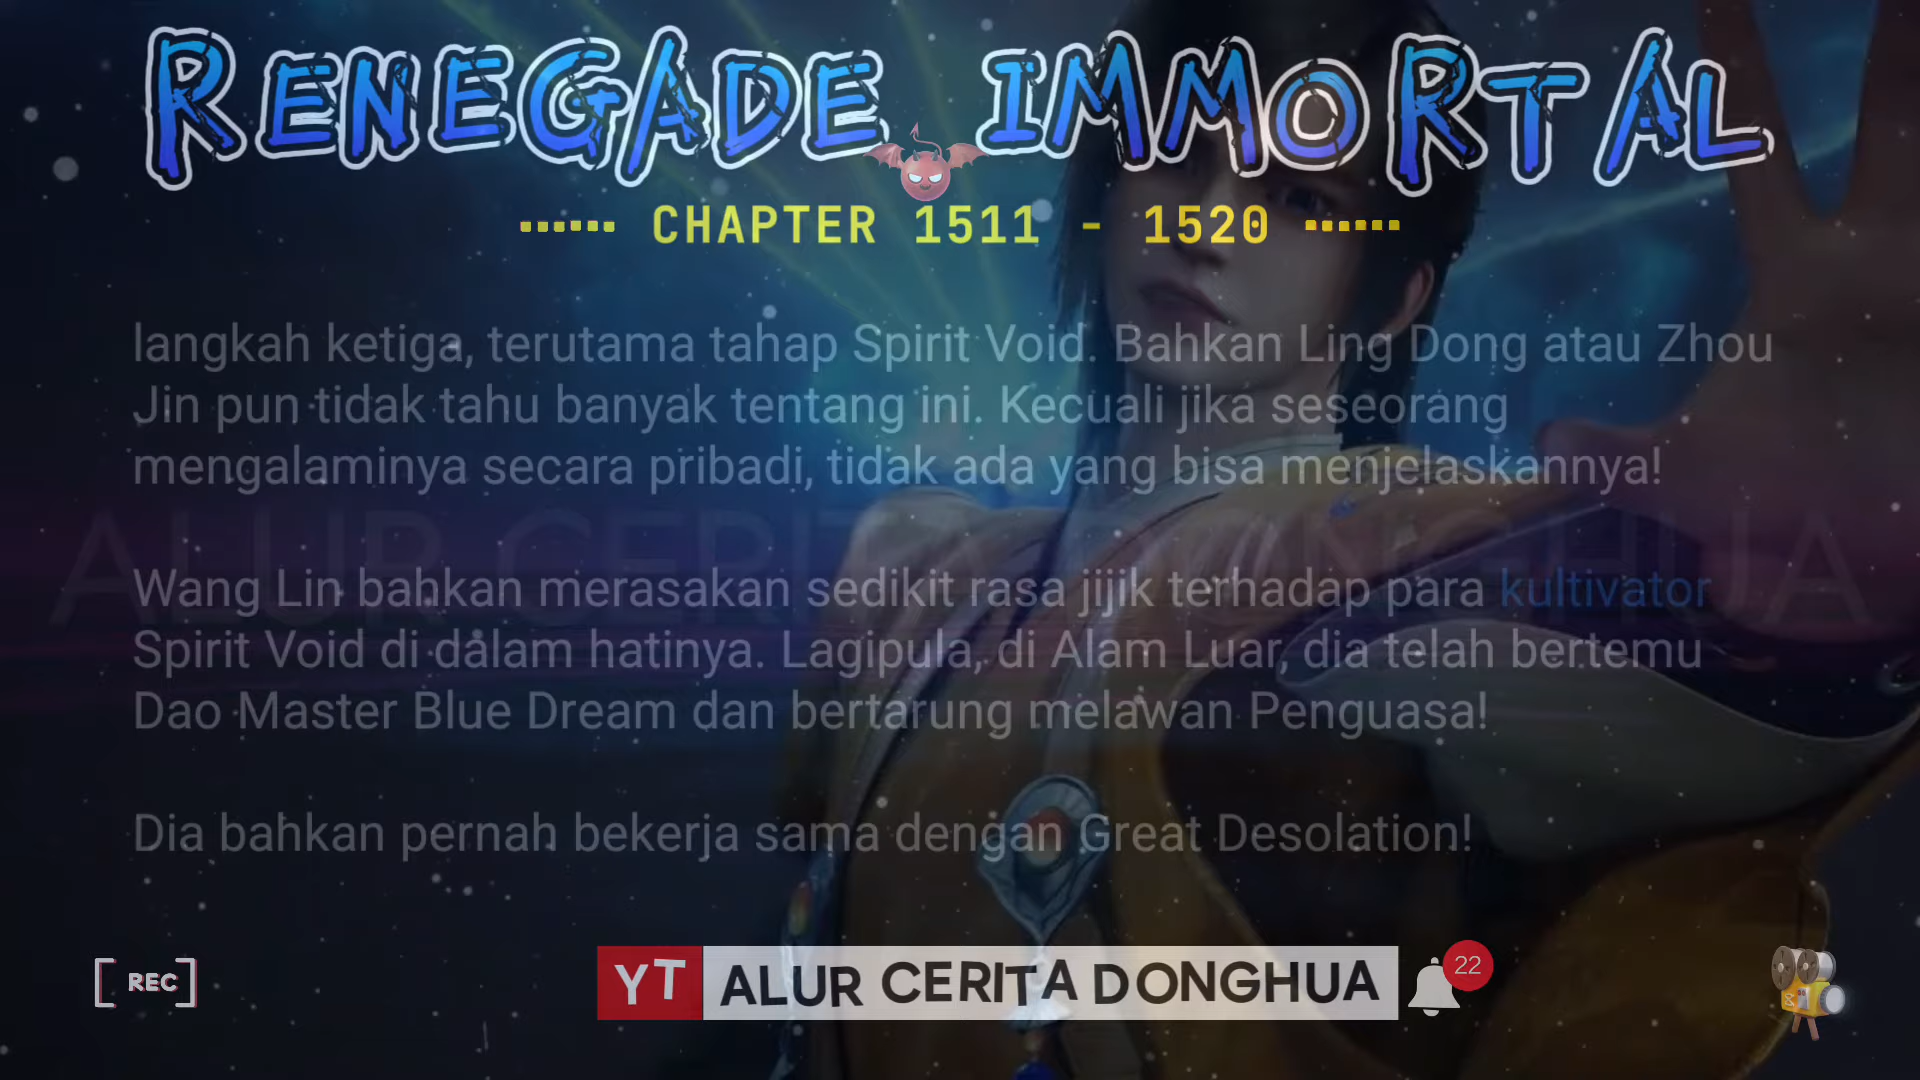 RENEGADE IMMORTAL
CHAPTER 1511 - 1520
langkah ketiga, terutama tahap Spirit Void. Bahkan Ling Dong atau Zhou
Jin pun tidak tahu banyak tentang ini. Kecuali jika seseorang
mengalaminya secara pribadi, tidak ada yang bisa menjelaskannya!
ALUR CERITA DONGHUA
Wang Lin bahkan merasakan sedikit rasa jijik terhadap para kultivator
Spirit Void di dalam hatinya. Lagipula, di Alam Luar, dia telah bertemu
Dao Master Blue Dream dan bertarung melawan Penguasa!
Dia bahkan pernah bekerja sama dengan Great Desolation!
[ REC ]
YT ALUR CERITA DONGHUA 22